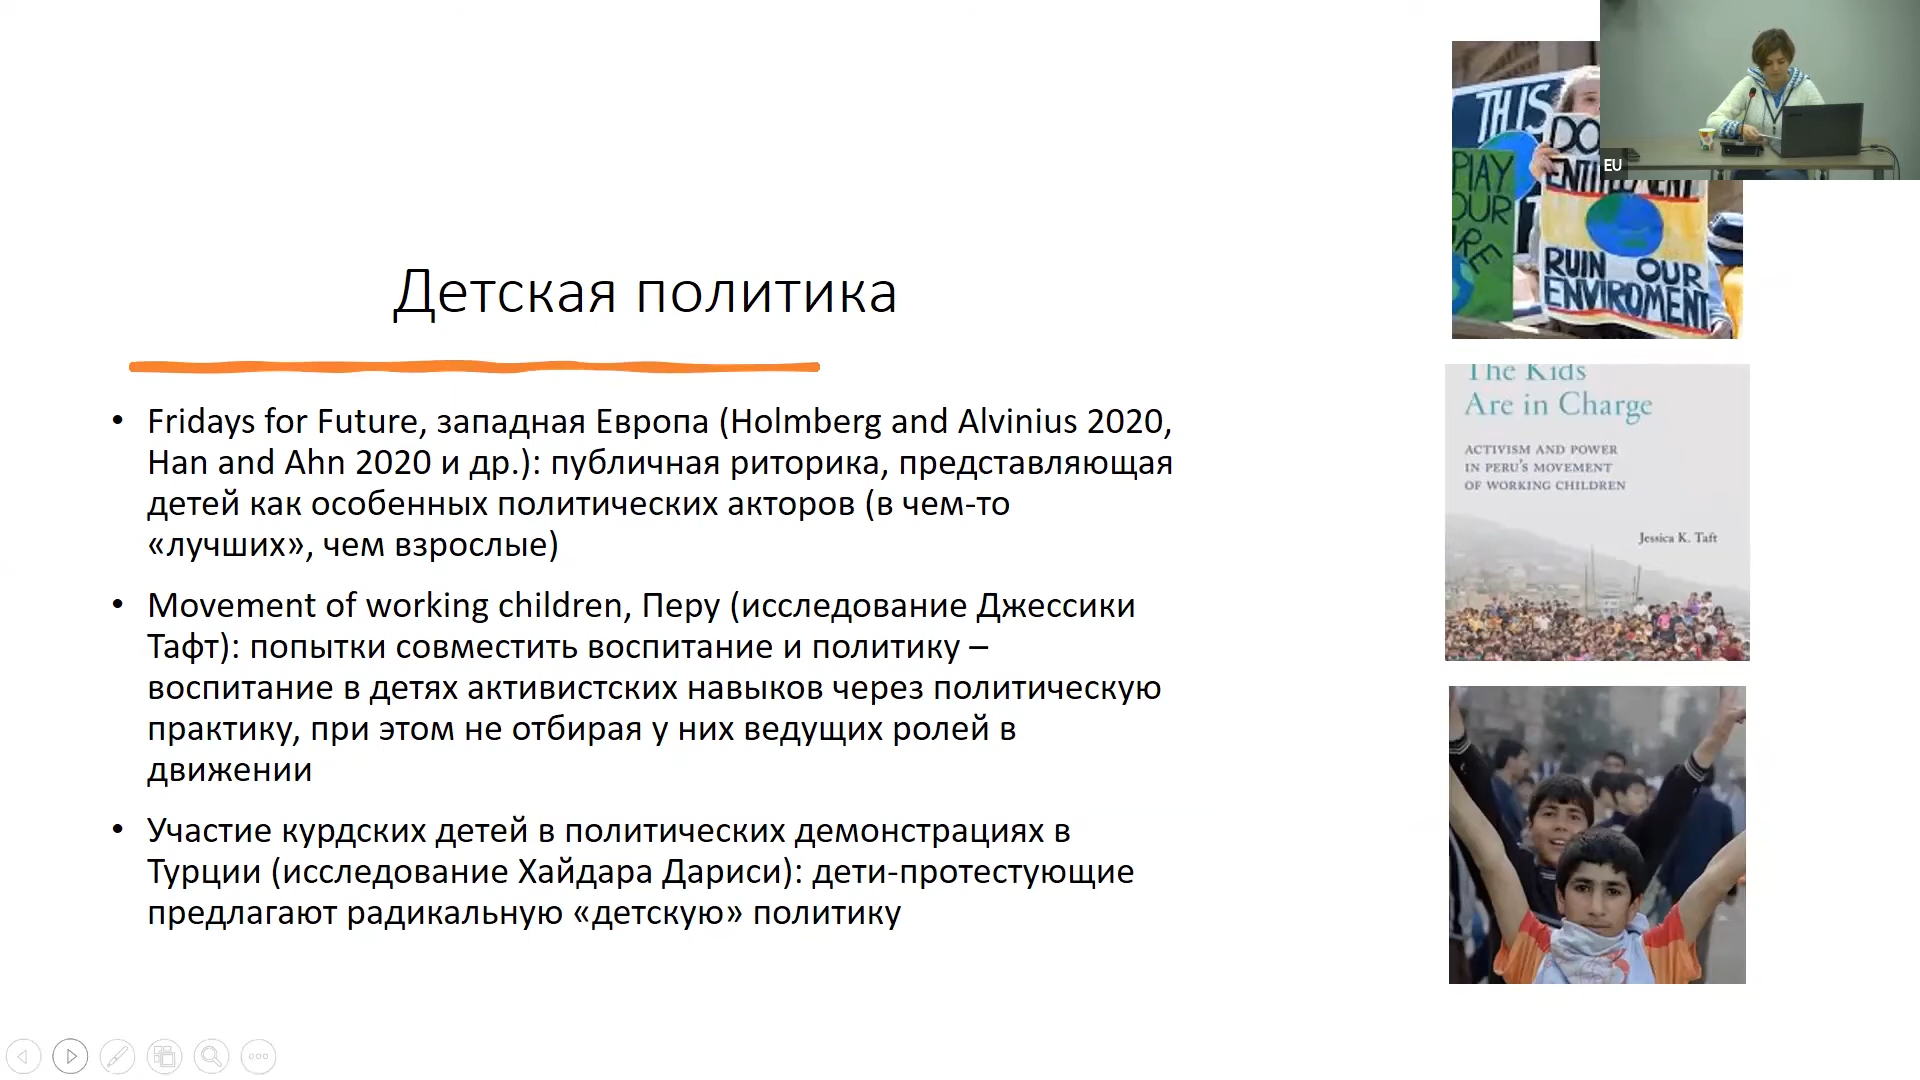 Детская политика
• Fridays for Future, западная Европа (Holmberg and Alvinius 2020,
Han and Ahn 2020 и др.): публичная риторика, представляющая
детей как особенных политических акторов (в чем-то
«лучших», чем взрослые)
• Movement of working children, Перу (исследование Джессики
Тафт): попытки совместить воспитание и политику –
воспитание в детях активистских навыков через политическую
практику, при этом не отбирая у них ведущих ролей в
движении
• Участие курдских детей в политических демонстрациях в
Турции (исследование Хайдара Дариси): дети-протестующие
предлагают радикальную «детскую» политику
THIS
PLAY
OUR
RUIN OUR
ENVIROMENT
EU
The Kids
Are in Charge
ACTIVISM AND POWER
IN PERU'S MOVEMENT
OF WORKING CHILDREN
Jessica K. Taft